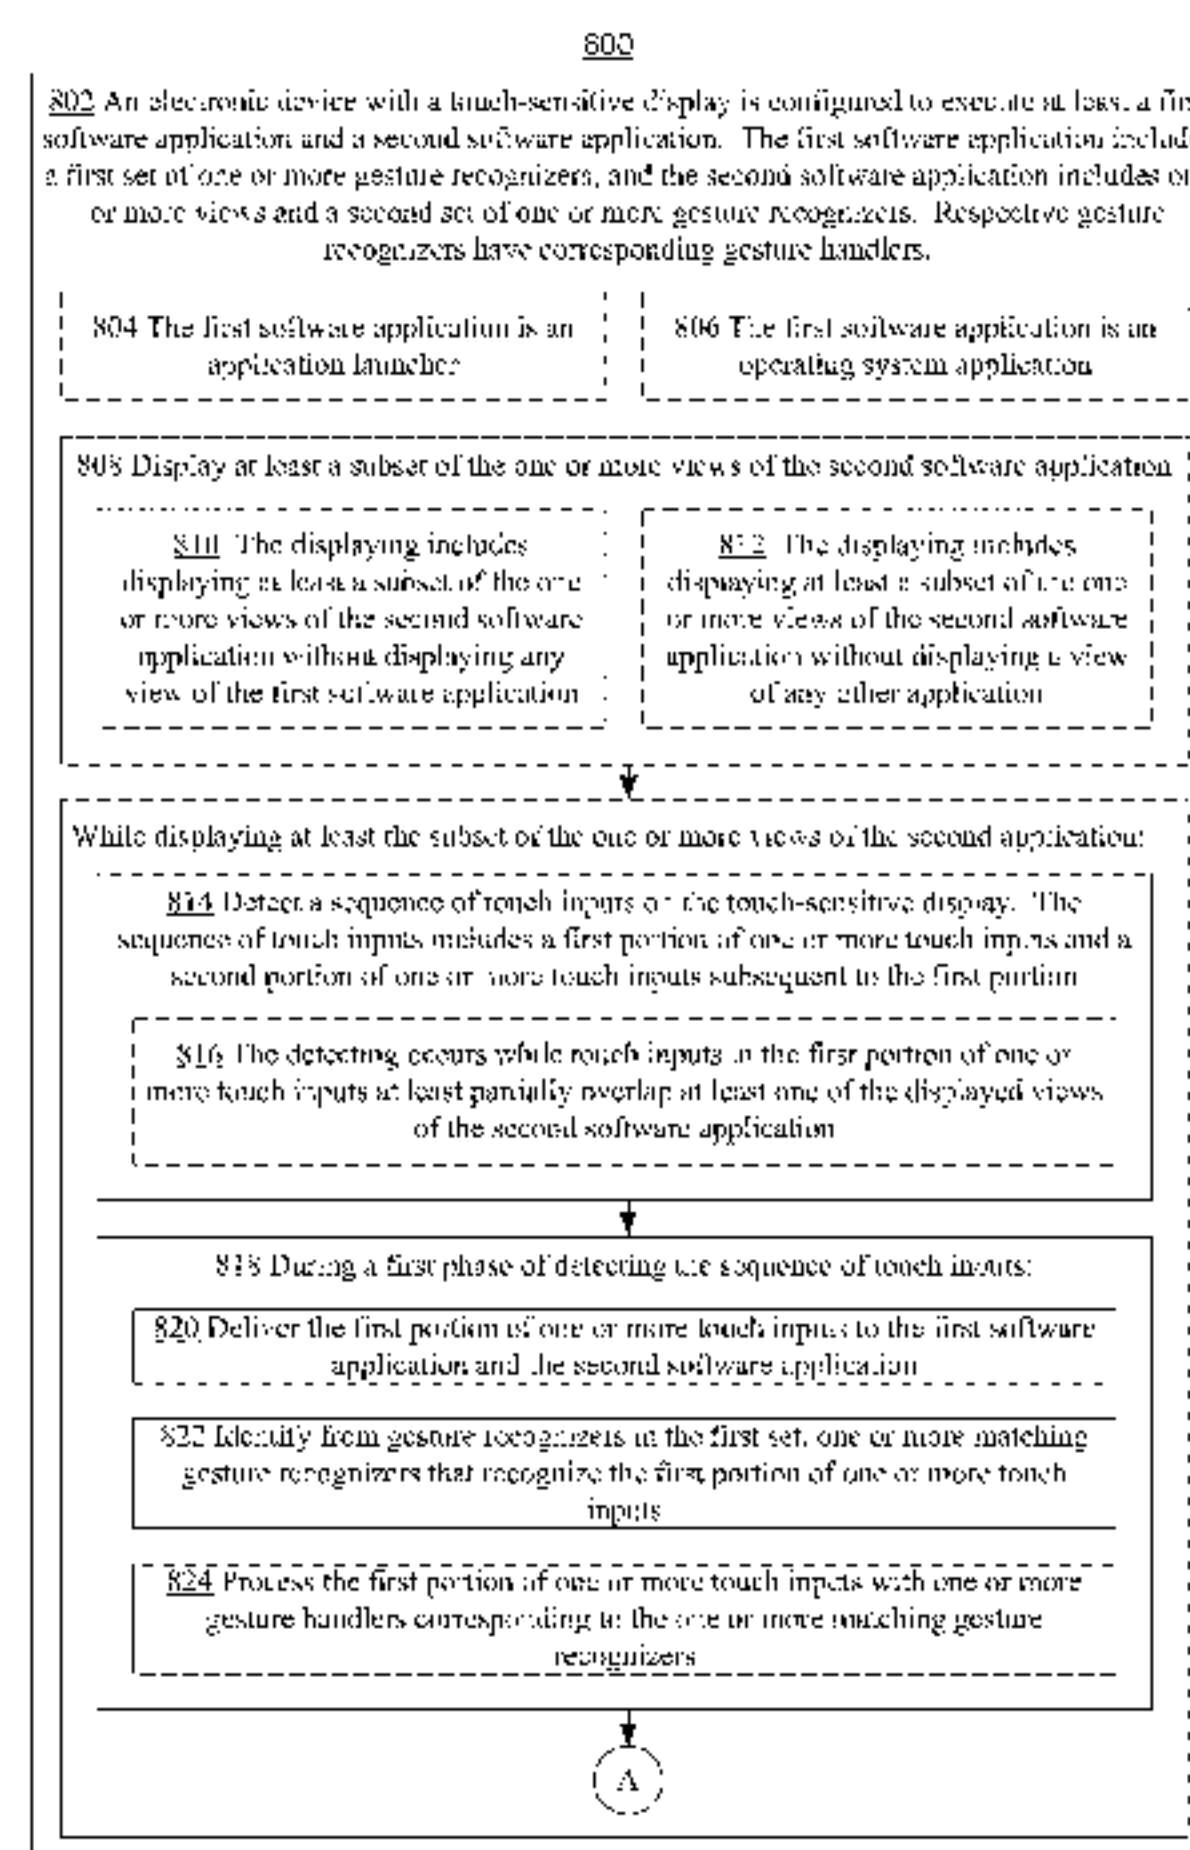 800
802 An electronic device with a touch-sensitive display is configured to execute at least a fir
software application and a second software application. The first software application includ
a first set of one or more gesture recognizers, and the second software application includes on
or more views and a second set of one or more gesture recognizers. Respective gesture
recognizers have corresponding gesture handlers.
804 The first software application is an
application launcher
806 The first software application is an
operating system application
808 Display at least a subset of the one or more views of the second software application
810 The displaying includes
displaying at least a subset of the one
or more views of the second software
application without displaying any
view of the first software application
812 The displaying includes
displaying at least a subset of the one
or more views of the second software
application without displaying a view
of any other application
While displaying at least the subset of the one or more views of the second application:
814 Detect a sequence of touch inputs on the touch-sensitive display. The
sequence of touch inputs includes a first portion of one or more touch inputs and a
second portion of one or more touch inputs subsequent to the first portion
816 The detecting occurs while touch inputs in the first portion of one or
more touch inputs at least partially overlap at least one of the displayed views
of the second software application
818 During a first phase of detecting the sequence of touch inputs:
820 Deliver the first portion of one or more touch inputs to the first software
application and the second software application
822 Identify from gesture recognizers in the first set, one or more matching
gesture recognizers that recognize the first portion of one or more touch
inputs
824 Process the first portion of one or more touch inputs with one or more
gesture handlers corresponding to the one or more matching gesture
recognizers
A